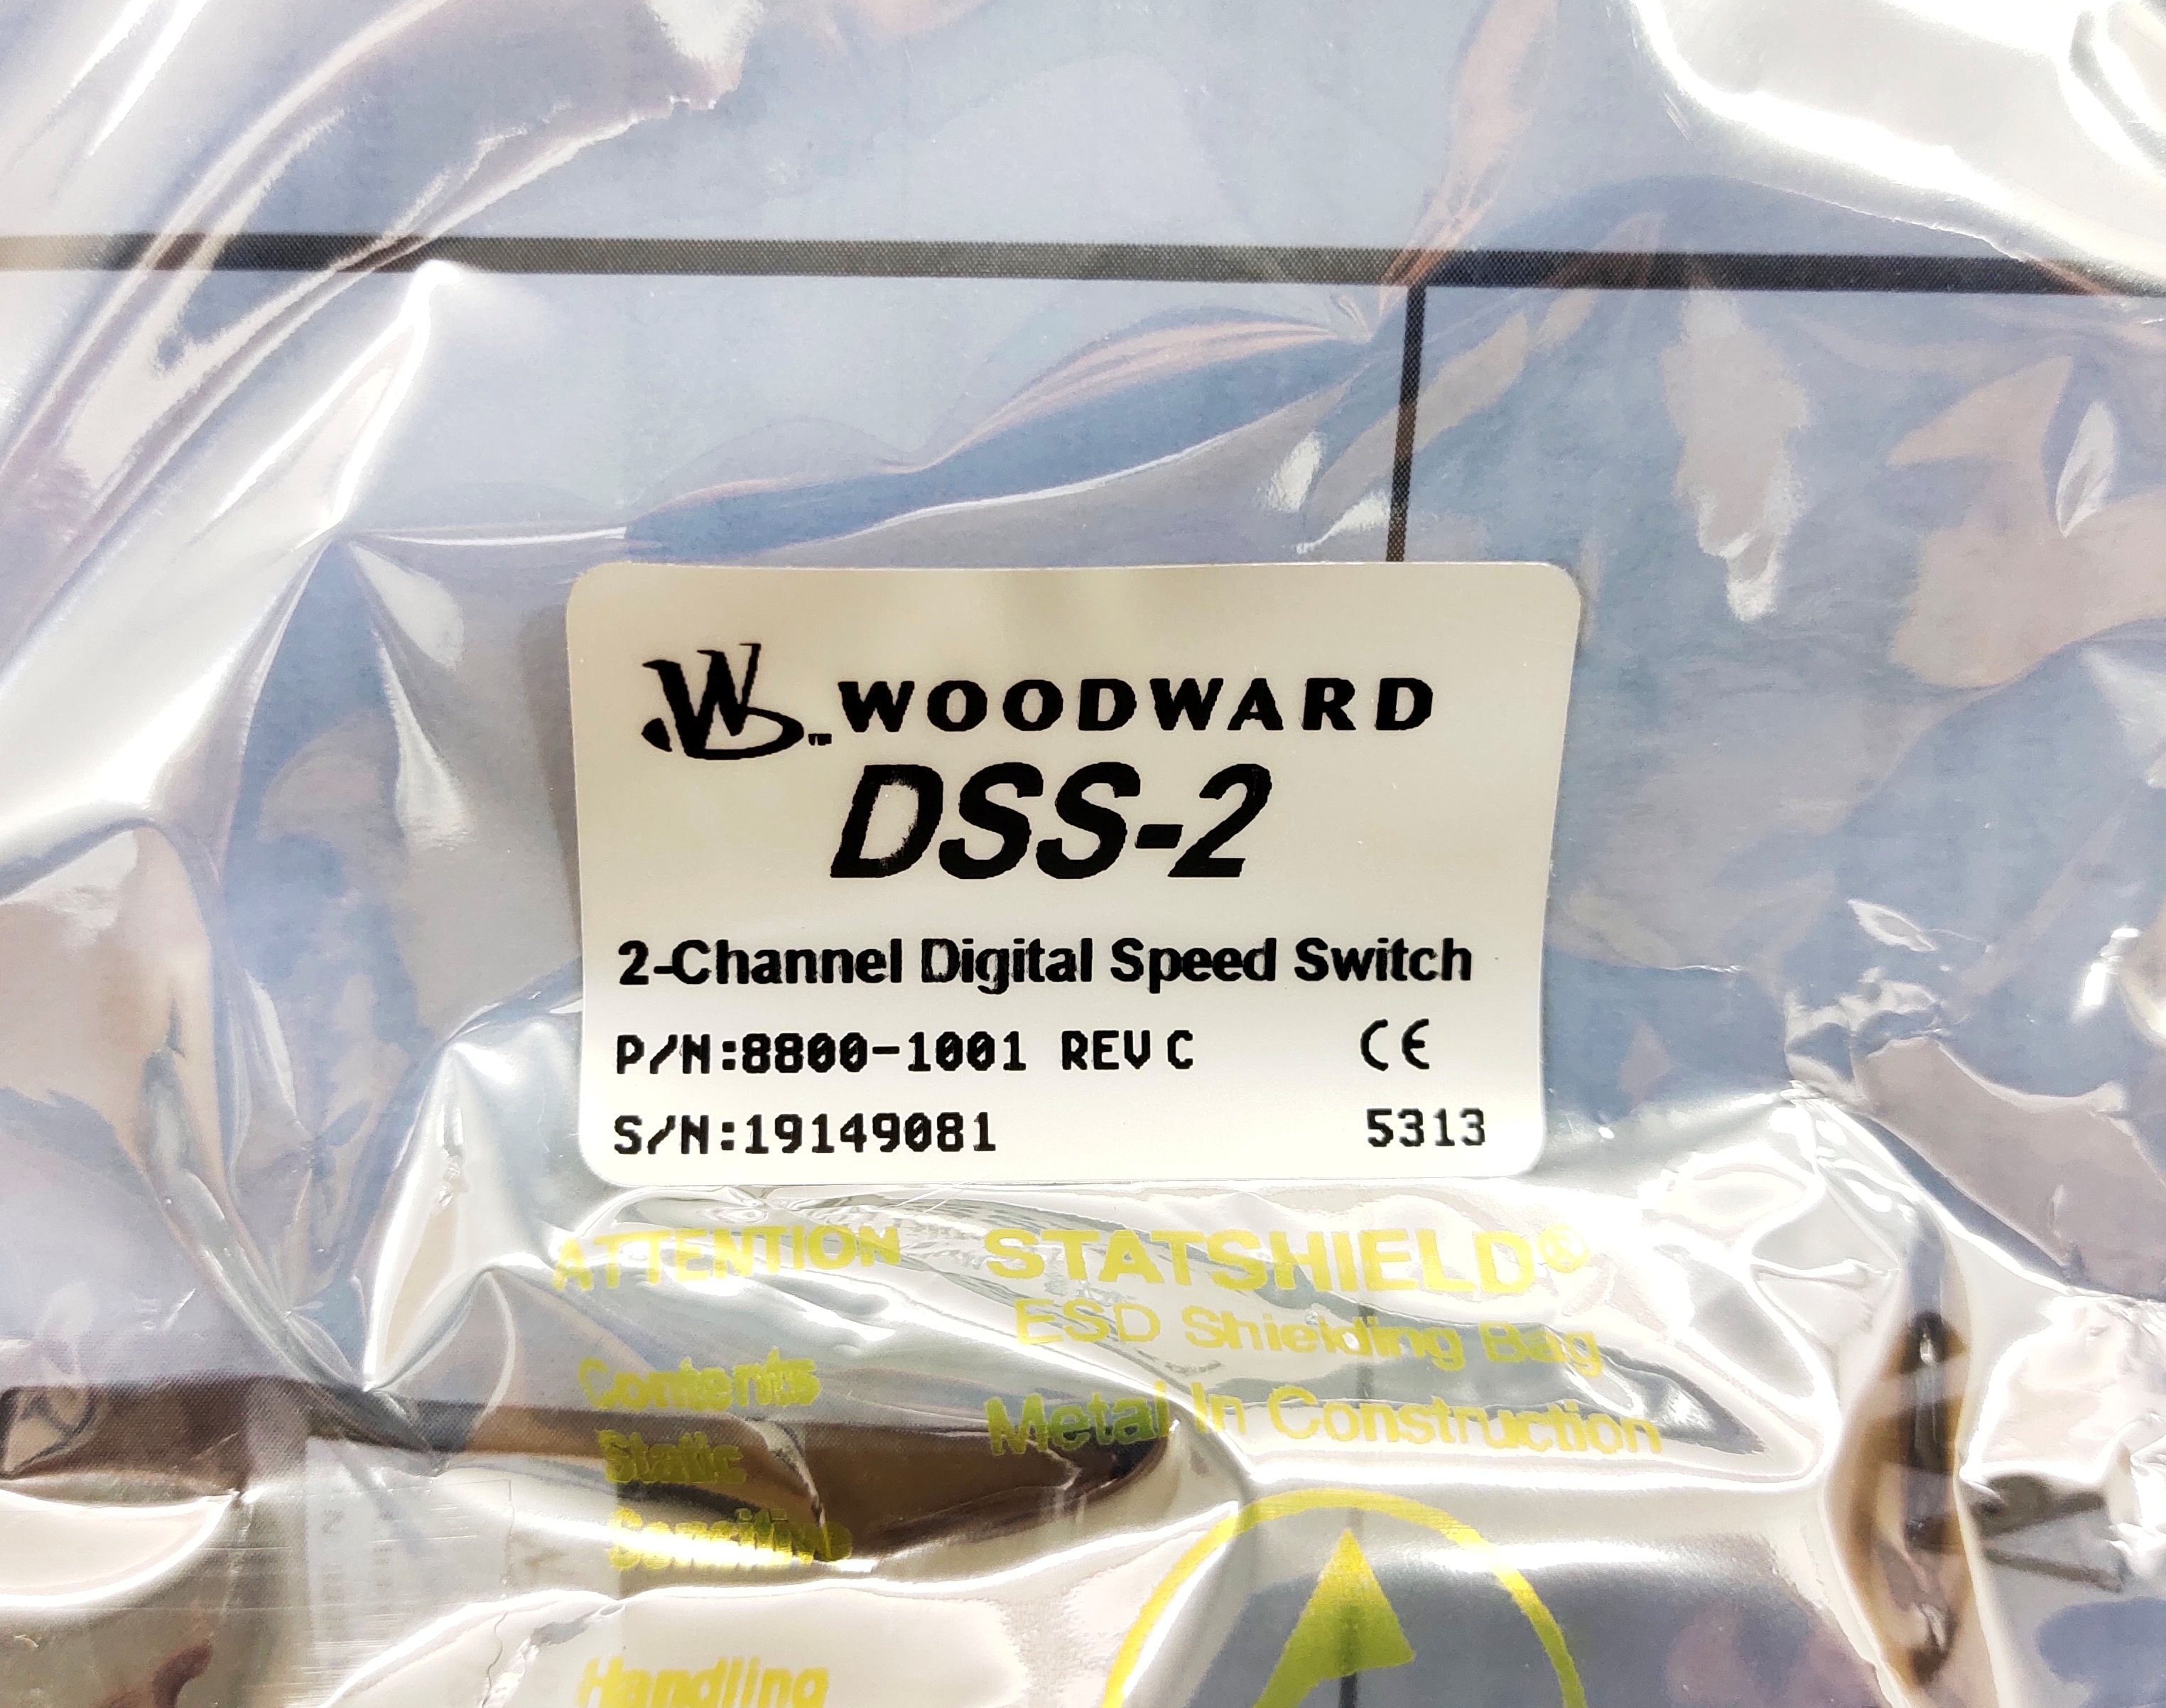 WOODWARD
DSS-2
2-Channel Digital Speed Switch
P/N:8800-1001 REV C CE
S/N:19149081 5313
ATTENTION STATSHIELD®
ESD Shielding Bag
Contents Metal In Construction
Static
Sensitive
Handling